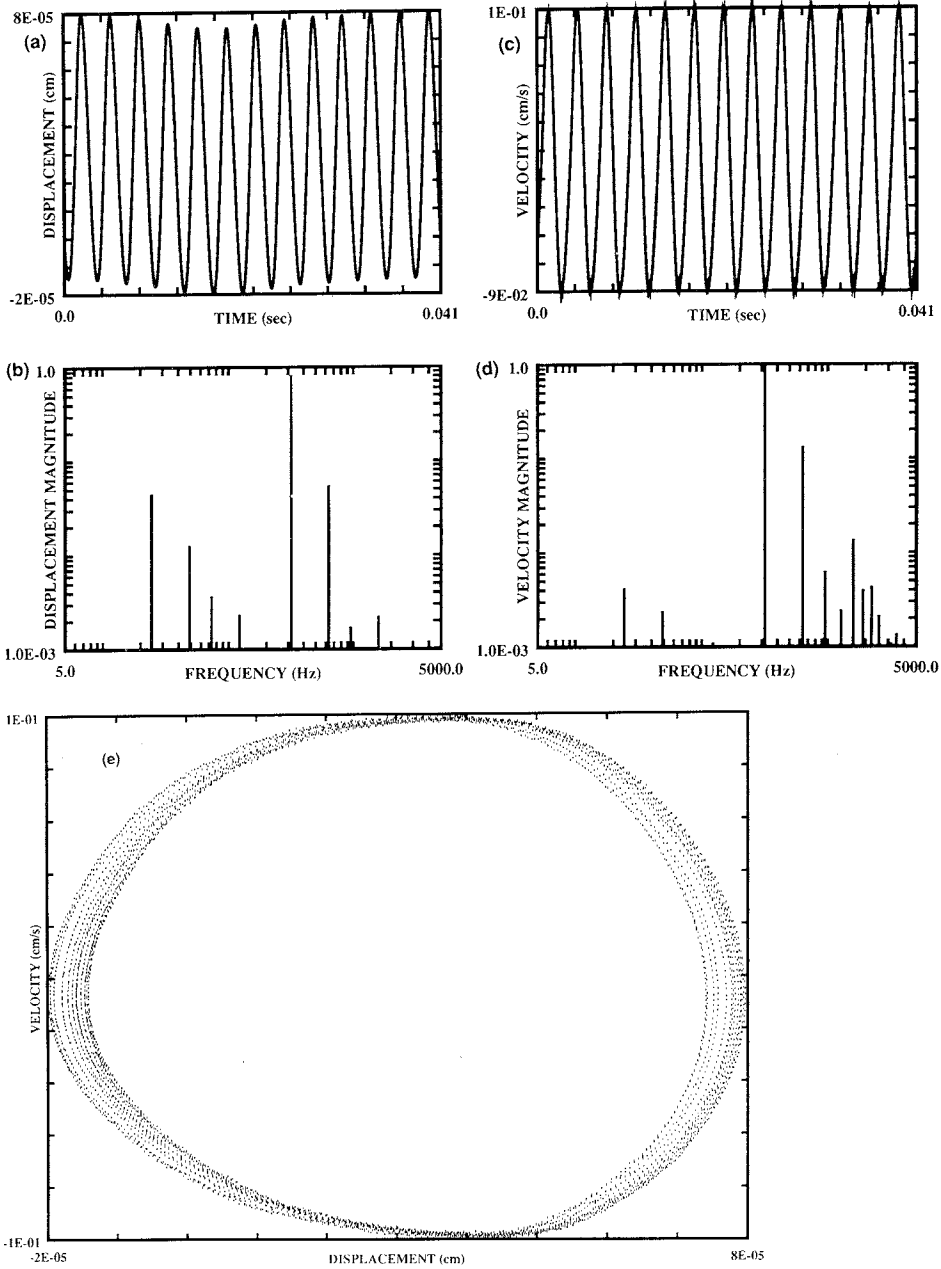 (a)
8E-05
DISPLACEMENT (cm)
-2E-05
0.0
TIME (sec)
0.041
(c)
1E-01
VELOCITY (cm/s)
-9E-02
0.0
TIME (sec)
0.041
(b)
1.0
DISPLACEMENT MAGNITUDE
1.0E-03
5.0
FREQUENCY (Hz)
5000.0
(d)
1.0
VELOCITY MAGNITUDE
1.0E-03
5.0
FREQUENCY (Hz)
5000.0
1E-01
(e)
VELOCITY (cm/s)
-1E-01
-2E-05
DISPLACEMENT (cm)
8E-05